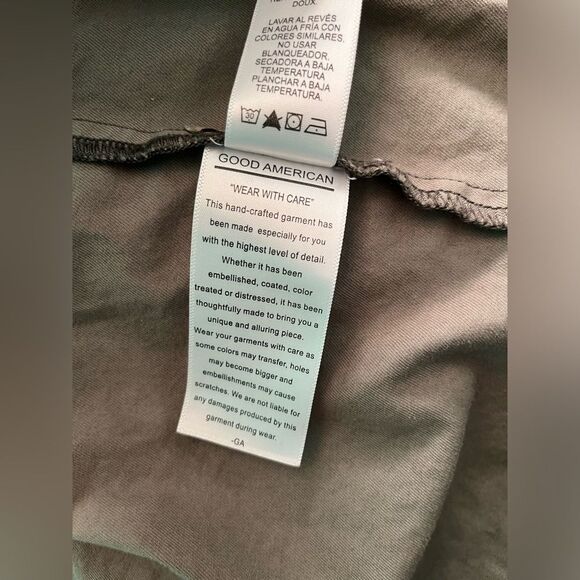 DOUX.
LAVAR AL REVÉS
EN AGUA FRÍA CON
COLORES SIMILARES.
NO USAR
BLANQUEADOR.
SECADORA A BAJA
TEMPERATURA
PLANCHAR A BAJA
TEMPERATURA.
30
GOOD AMERICAN
"WEAR WITH CARE"
This hand-crafted garment has
been made especially for you
with the highest level of detail.
Whether it has been
embellished, coated, color
treated or distressed, it has been
thoughtfully made to bring you a
unique and alluring piece.
Wear your garments with care as
some colors may transfer, holes
may become bigger and
embellishments may cause
scratches. We are not liable for
any damages produced by this
garment during wear.
-GA